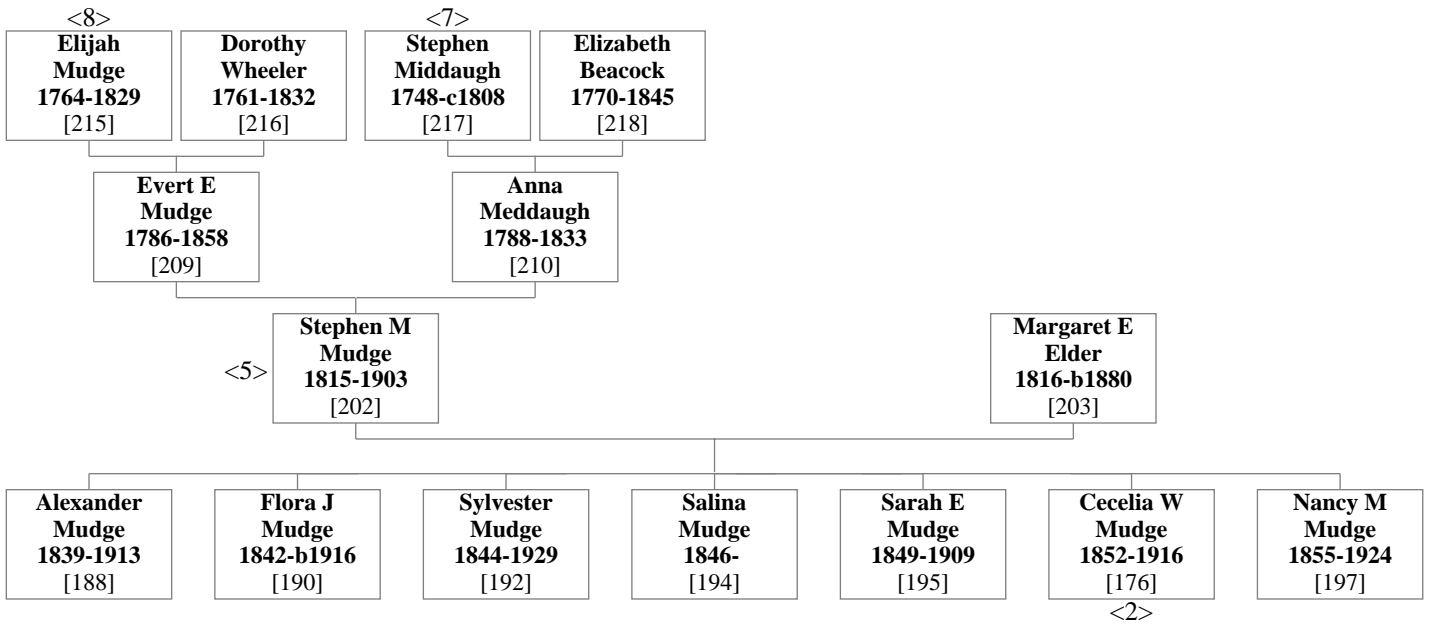 <8>
<7>
Elijah
Mudge
1764-1829
[215]
Dorothy
Wheeler
1761-1832
[216]
Stephen
Middaugh
1748-c1808
[217]
Elizabeth
Beacock
1770-1845
[218]
Evert E
Mudge
1786-1858
[209]
Anna
Meddaugh
1788-1833
[210]
<5>
Stephen M
Mudge
1815-1903
[202]
Margaret E
Elder
1816-b1880
[203]
Alexander
Mudge
1839-1913
[188]
Flora J
Mudge
1842-b1916
[190]
Sylvester
Mudge
1844-1929
[192]
Salina
Mudge
1846-
[194]
Sarah E
Mudge
1849-1909
[195]
Cecelia W
Mudge
1852-1916
[176]
Nancy M
Mudge
1855-1924
[197]
<2>